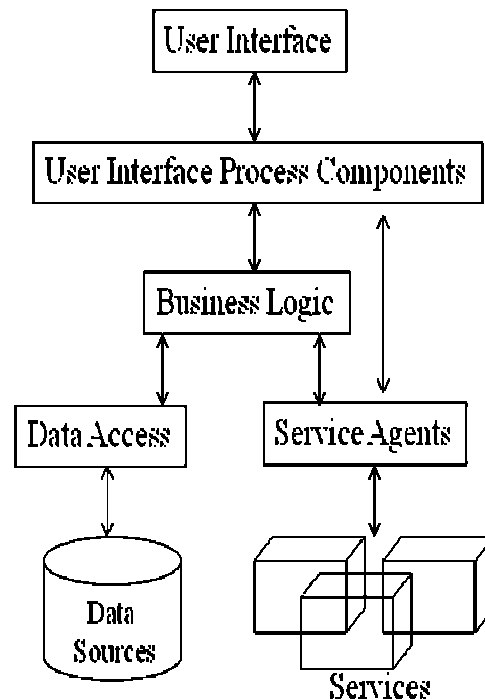 User Interface
User Interface Process Components
Business Logic
Data Access
Service Agents
Data
Sources
Services